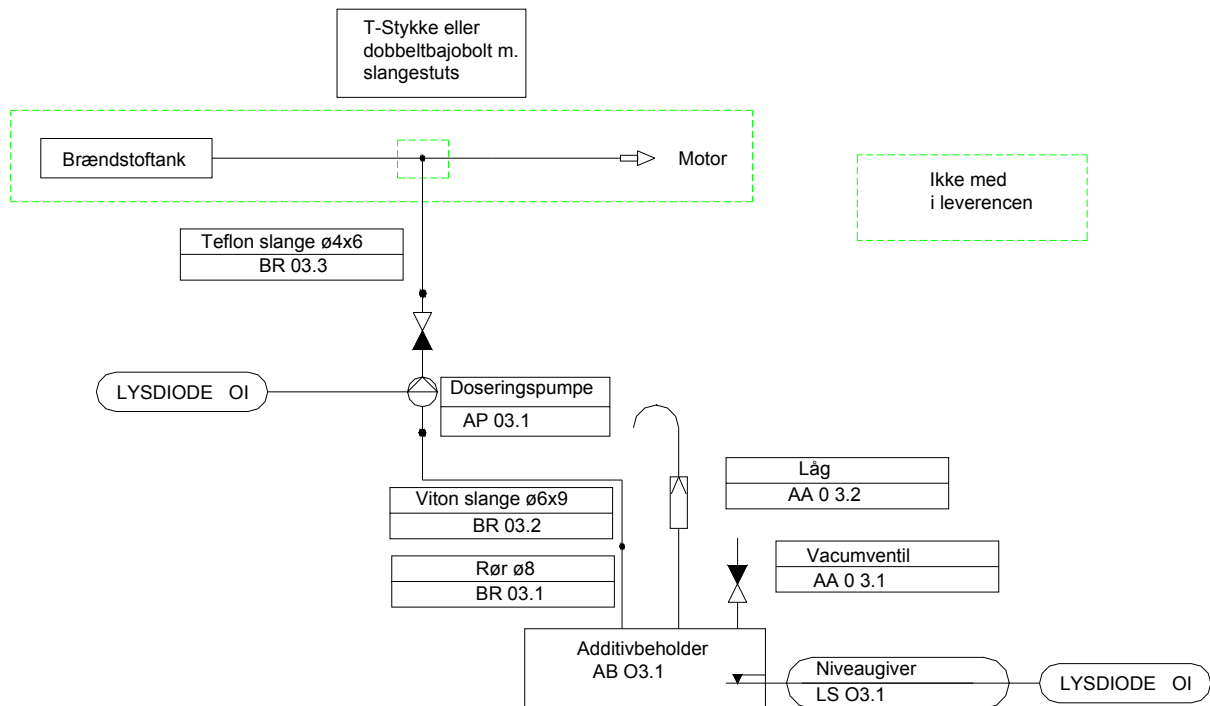 T-Stykke eller
dobbeltbajobolt m.
slangestuts
Brændstoftank
Motor
Ikke med
i leverencen
Teflon slange ø4x6
BR 03.3
LYSDIODE OI
Doseringspumpe
AP 03.1
Låg
AA 0 3.2
Viton slange ø6x9
BR 03.2
Vacumventil
AA 0 3.1
Rør ø8
BR 03.1
Additivbeholder
AB O3.1
Niveaugiver
LS O3.1
LYSDIODE OI